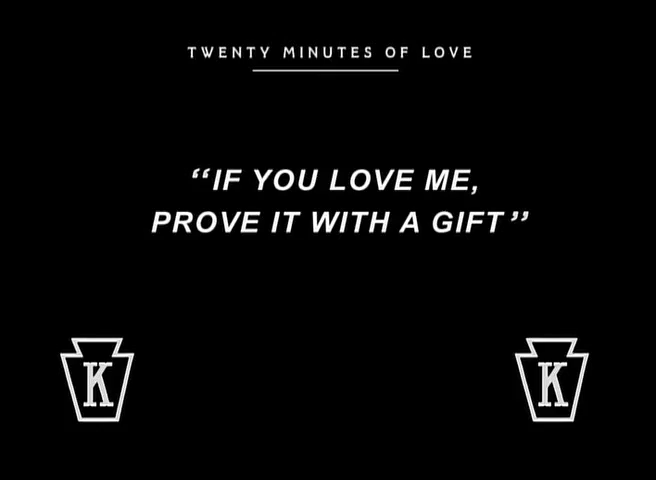 TWENTY MINUTES OF LOVE
“IF YOU LOVE ME,
PROVE IT WITH A GIFT”
K K